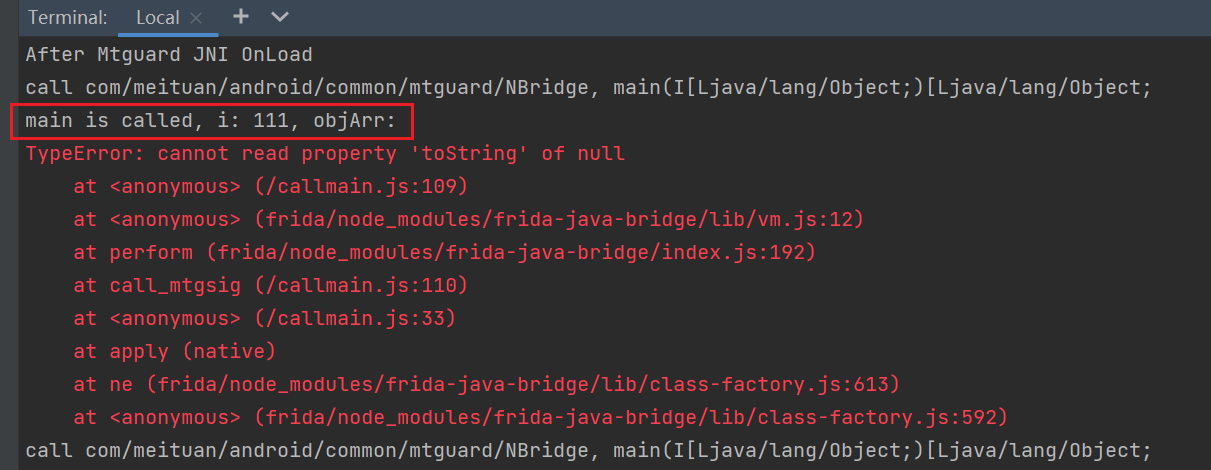 Terminal: Local × + 
After Mtguard JNI OnLoad
call com/meituan/android/common/mtguard/NBridge, main(I[Ljava/lang/Object;)[Ljava/lang/Object;
main is called, i: 111, objArr:
TypeError: cannot read property 'toString' of null
at <anonymous> (/callmain.js:109)
at <anonymous> (frida/node_modules/frida-java-bridge/lib/vm.js:12)
at perform (frida/node_modules/frida-java-bridge/index.js:192)
at call_mtgsig (/callmain.js:110)
at <anonymous> (/callmain.js:33)
at apply (native)
at ne (frida/node_modules/frida-java-bridge/lib/class-factory.js:613)
at <anonymous> (frida/node_modules/frida-java-bridge/lib/class-factory.js:592)
call com/meituan/android/common/mtguard/NBridge, main(I[Ljava/lang/Object;)[Ljava/lang/Object;